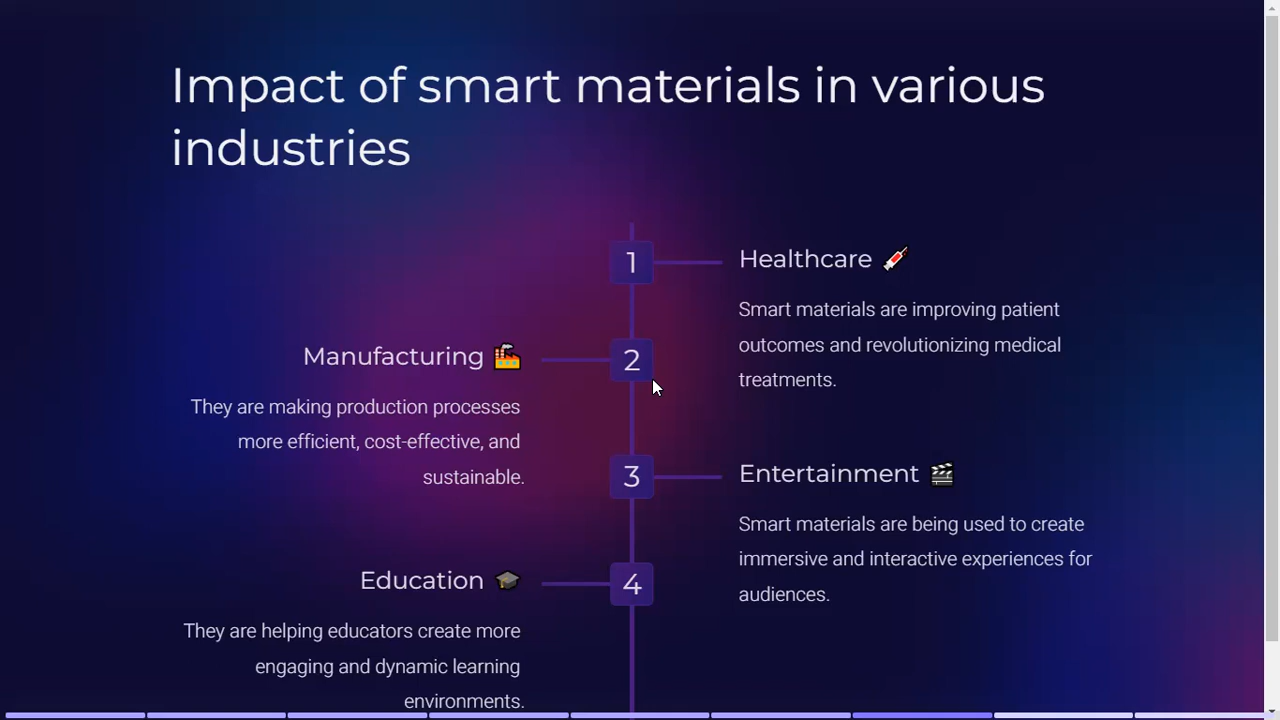 Impact of smart materials in various
industries
1
Healthcare
Smart materials are improving patient
outcomes and revolutionizing medical
treatments.
2
Manufacturing
They are making production processes
more efficient, cost-effective, and
sustainable.
3
Entertainment
Smart materials are being used to create
immersive and interactive experiences for
audiences.
4
Education
They are helping educators create more
engaging and dynamic learning
environments.